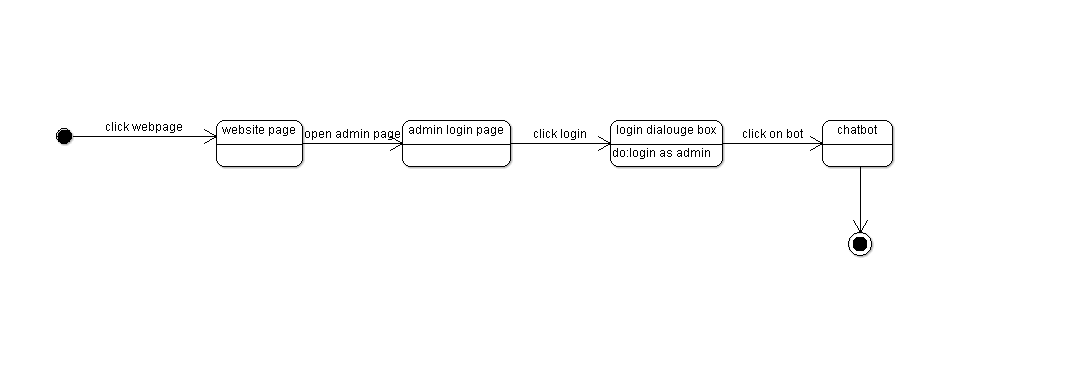 click webpage
website page
open admin page
admin login page
click login
login dialouge box
do:login as admin
click on bot
chatbot